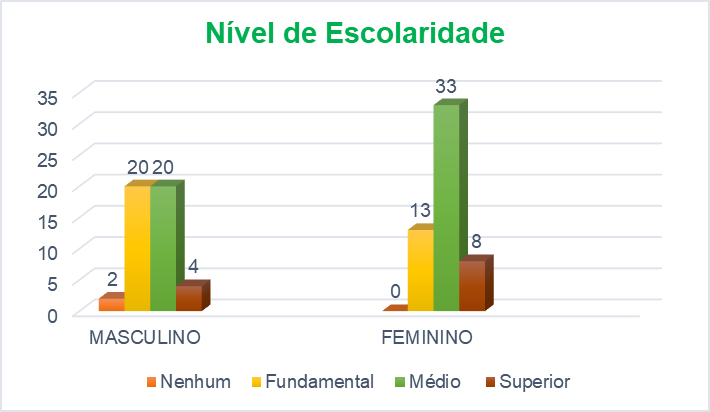 Nível de Escolaridade
35
30
25
20
15
10
5
0
2
20
20
4
0
13
33
8
MASCULINO
FEMININO
Nenhum
Fundamental
Médio
Superior